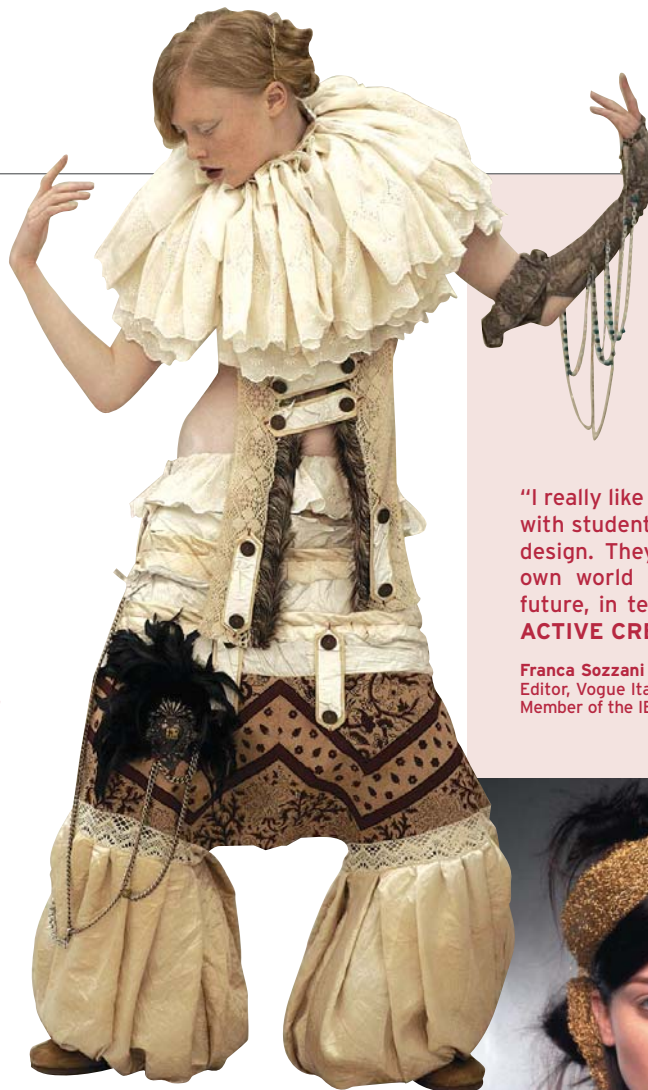 “I really like
with student
design. They
own world
future, in te
ACTIVE CRE
Franca Sozzani
Editor, Vogue Ita
Member of the IE